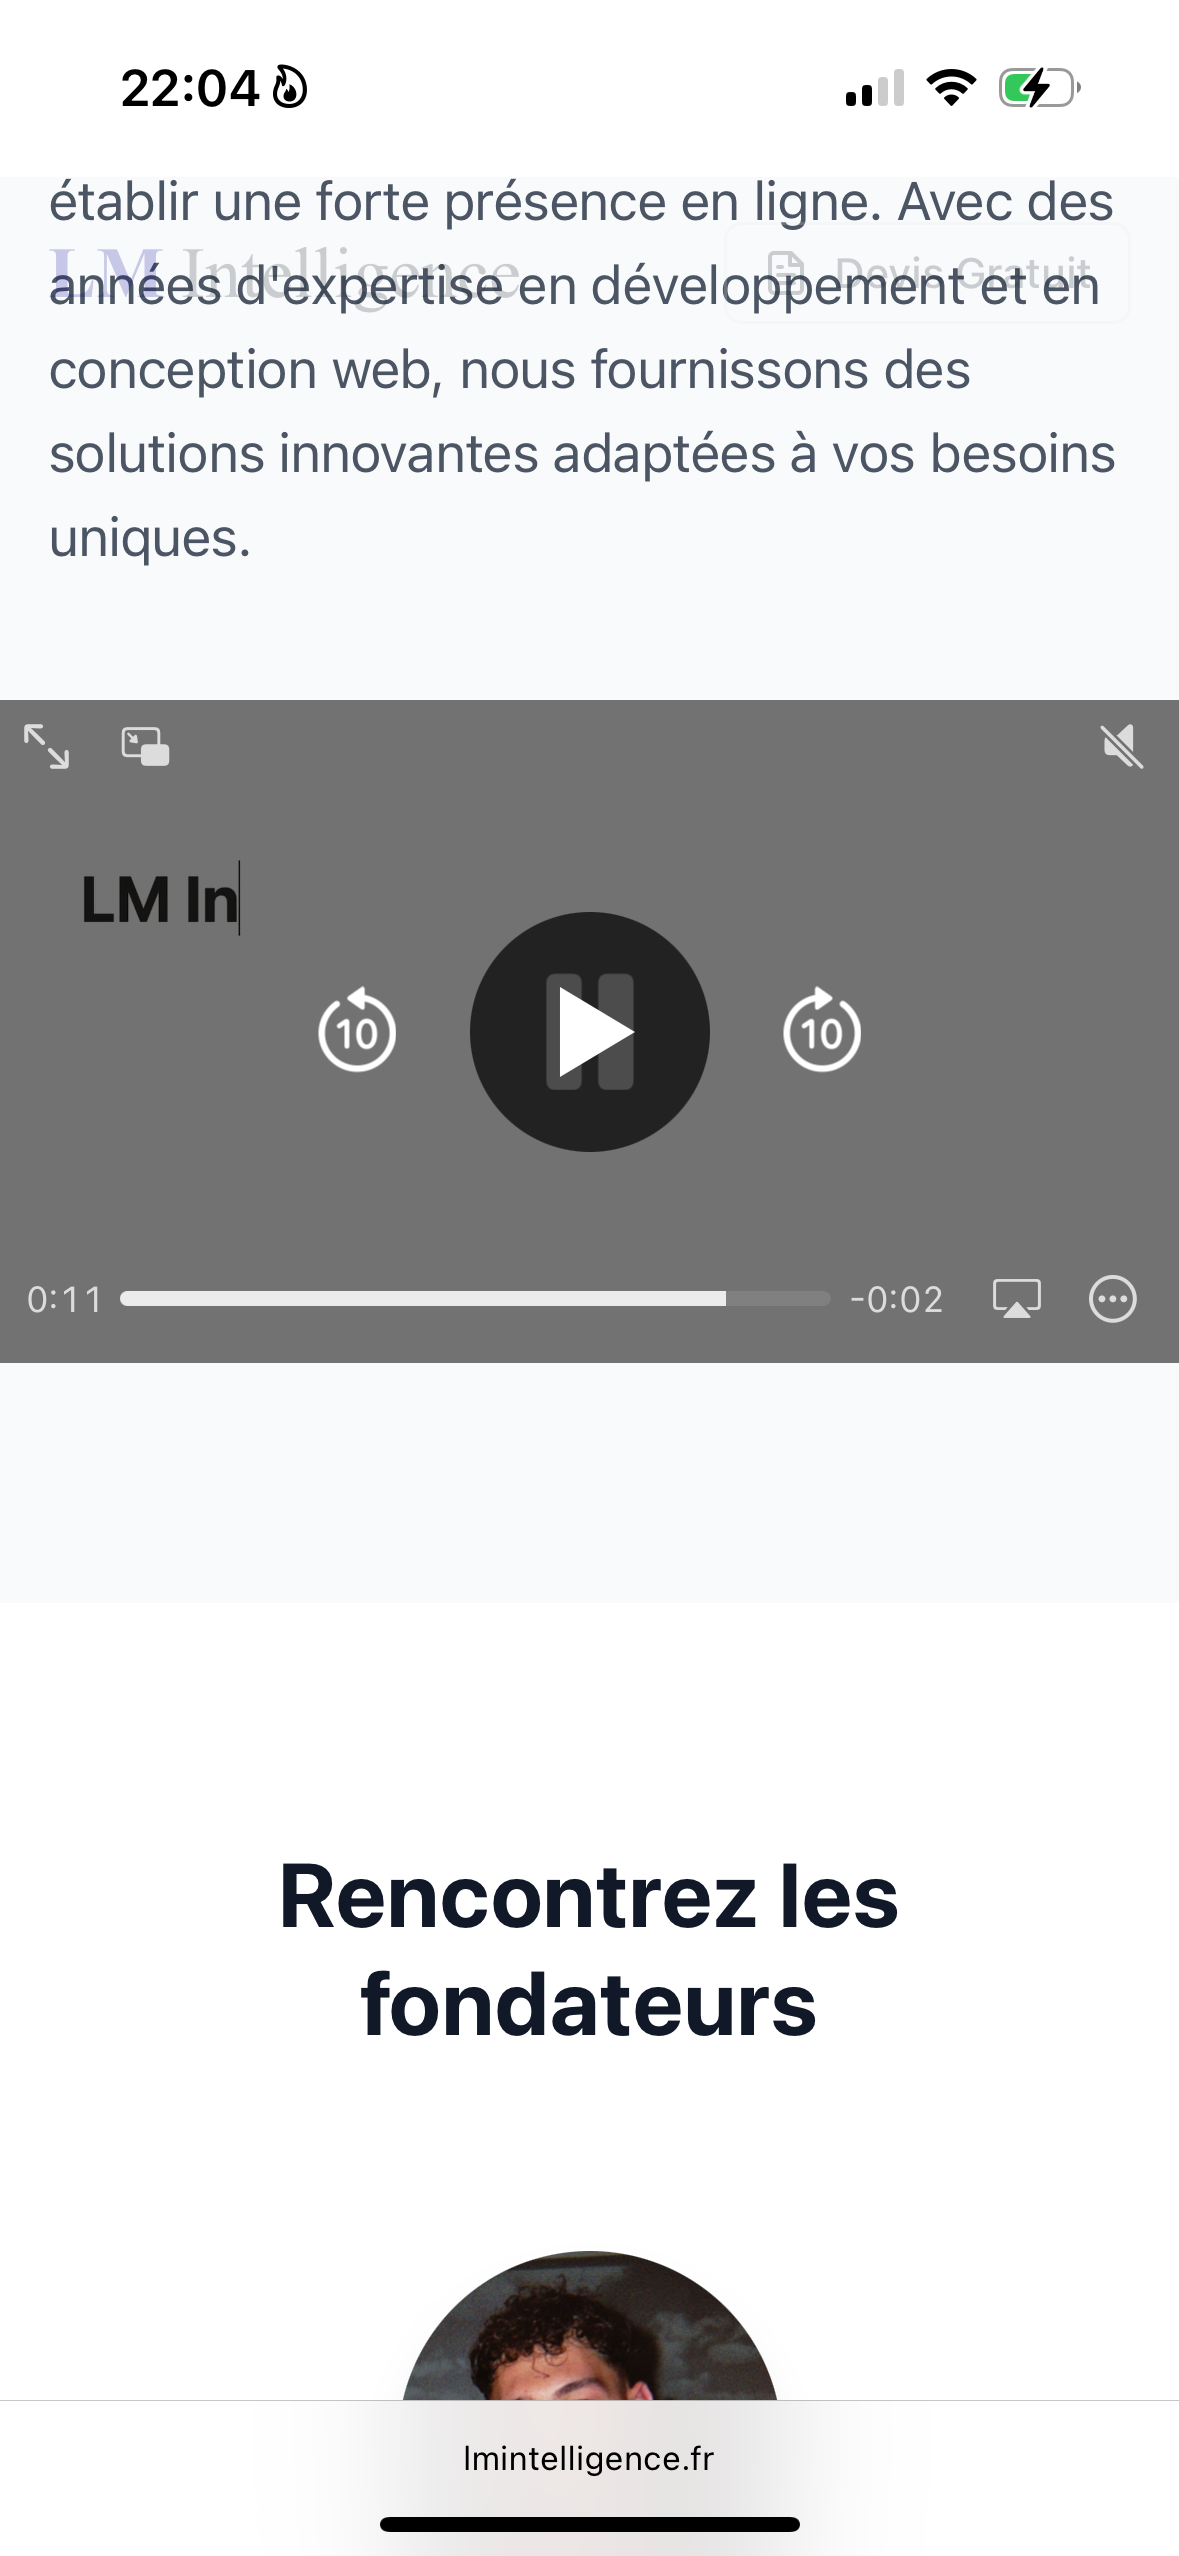 22:04
établir une forte présence en ligne. Avec des
LM Intelligence
Devis Gratuit
années d'expertise en développement et en
conception web, nous fournissons des
solutions innovantes adaptées à vos besoins
uniques.
LM In
10
10
0:11
-0:02
Rencontrez les
fondateurs
lmintelligence.fr